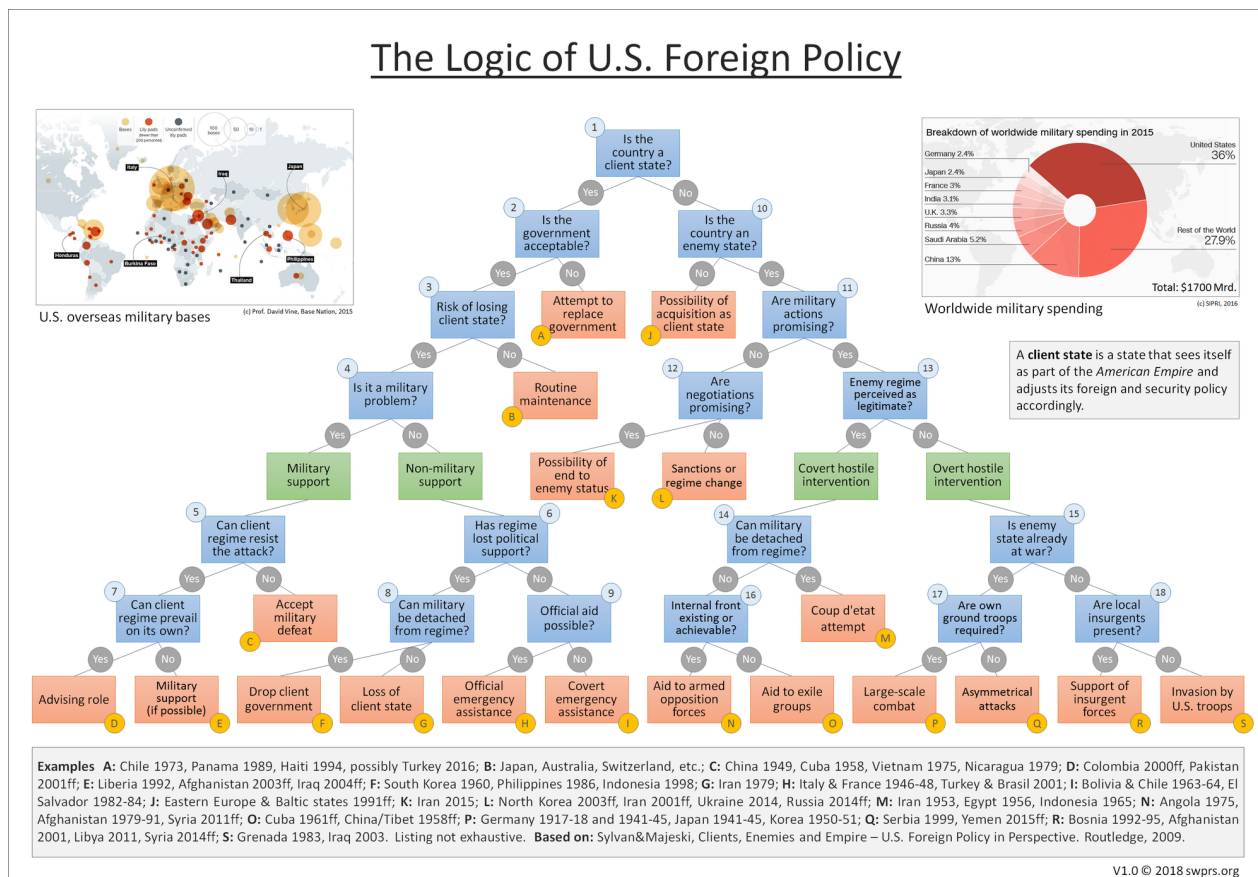 The Logic of U.S. Foreign Policy
Bases
Lily pads
(fewer than
200 personnel)
Unconfirmed
lily pads
100
bases
50
10
1
Italy
Iraq
Japan
Honduras
Burkina Faso
Thailand
Philippines
(c) Prof. David Vine, Base Nation, 2015
U.S. overseas military bases
Breakdown of worldwide military spending in 2015
Germany 2.4%
Japan 2.4%
France 3%
India 3.1%
U.K. 3.3%
Russia 4%
Saudi Arabia 5.2%
China 13%
United States
36%
Rest of the World
27.9%
Total: $1700 Mrd.
(c) SIPRI, 2016
Worldwide military spending
A client state is a state that sees itself
as part of the American Empire and
adjusts its foreign and security policy
accordingly.
1
Is the
country a
client state?
Yes
No
2
Is the
government
acceptable?
10
Is the
country an
enemy state?
Yes
No
No
Yes
3
Risk of losing
client state?
Attempt to
replace
government
A
Possibility of
acquisition as
client state
J
11
Are military
actions
promising?
Yes
No
No
Yes
4
Is it a military
problem?
Routine
maintenance
B
12
Are
negotiations
promising?
13
Enemy regime
perceived as
legitimate?
Yes
No
Yes
No
Yes
No
Military
support
Non-military
support
Possibility of
end to
enemy status
K
Sanctions or
regime change
L
Covert hostile
intervention
Overt hostile
intervention
5
Can client
regime resist
the attack?
6
Has regime
lost political
support?
14
Can military
be detached
from regime?
15
Is enemy
state already
at war?
Yes
No
Yes
No
No
Yes
Yes
No
7
Can client
regime prevail
on its own?
Accept
military
defeat
C
8
Can military
be detached
from regime?
9
Official aid
possible?
16
Internal front
existing or
achievable?
Coup d'etat
attempt
M
17
Are own
ground troops
required?
18
Are local
insurgents
present?
Yes
No
Yes
No
Yes
No
Yes
No
Yes
No
Yes
No
Advising role
D
Military
support
(if possible)
E
Drop client
government
F
Loss of
client state
G
Official
emergency
assistance
H
Covert
emergency
assistance
I
Aid to armed
opposition
forces
N
Aid to exile
groups
O
Large-scale
combat
P
Asymmetrical
attacks
Q
Support of
insurgent
forces
R
Invasion by
U.S. troops
S
Examples A: Chile 1973, Panama 1989, Haiti 1994, possibly Turkey 2016; B: Japan, Australia, Switzerland, etc.; C: China 1949, Cuba 1958, Vietnam 1975, Nicaragua 1979; D: Colombia 2000ff, Pakistan
2001ff; E: Liberia 1992, Afghanistan 2003ff, Iraq 2004ff; F: South Korea 1960, Philippines 1986, Indonesia 1998; G: Iran 1979; H: Italy & France 1946-48, Turkey & Brasil 2001; I: Bolivia & Chile 1963-64, El
Salvador 1982-84; J: Eastern Europe & Baltic states 1991ff; K: Iran 2015; L: North Korea 2003ff, Iran 2001ff, Ukraine 2014, Russia 2014ff; M: Iran 1953, Egypt 1956, Indonesia 1965; N: Angola 1975,
Afghanistan 1979-91, Syria 2011ff; O: Cuba 1961ff, China/Tibet 1958ff; P: Germany 1917-18 and 1941-45, Japan 1941-45, Korea 1950-51; Q: Serbia 1999, Yemen 2015ff; R: Bosnia 1992-95, Afghanistan
2001, Libya 2011, Syria 2014ff; S: Grenada 1983, Iraq 2003. Listing not exhaustive. Based on: Sylvan&Majeski, Clients, Enemies and Empire – U.S. Foreign Policy in Perspective. Routledge, 2009.
V1.0 © 2018 swprs.org